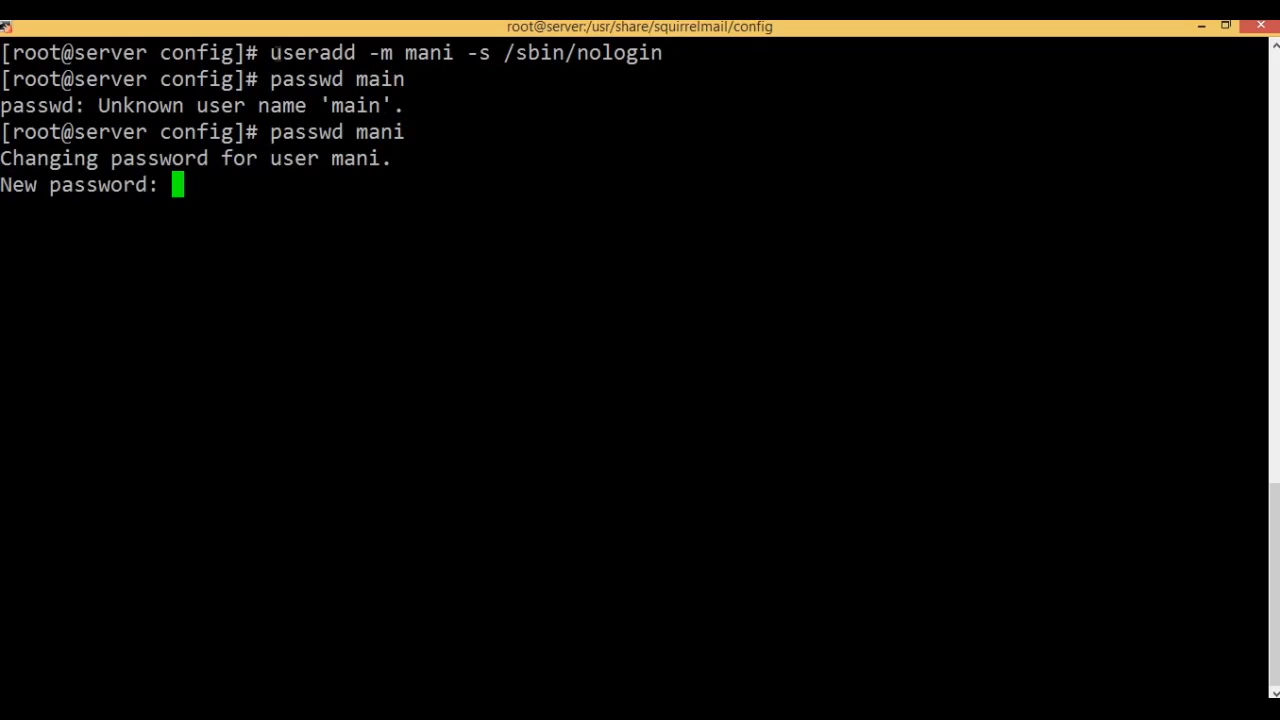 root@server:/usr/share/squirrelmail/config
[root@server config]# useradd -m mani -s /sbin/nologin
[root@server config]# passwd main
passwd: Unknown user name 'main'.
[root@server config]# passwd mani
Changing password for user mani.
New password: